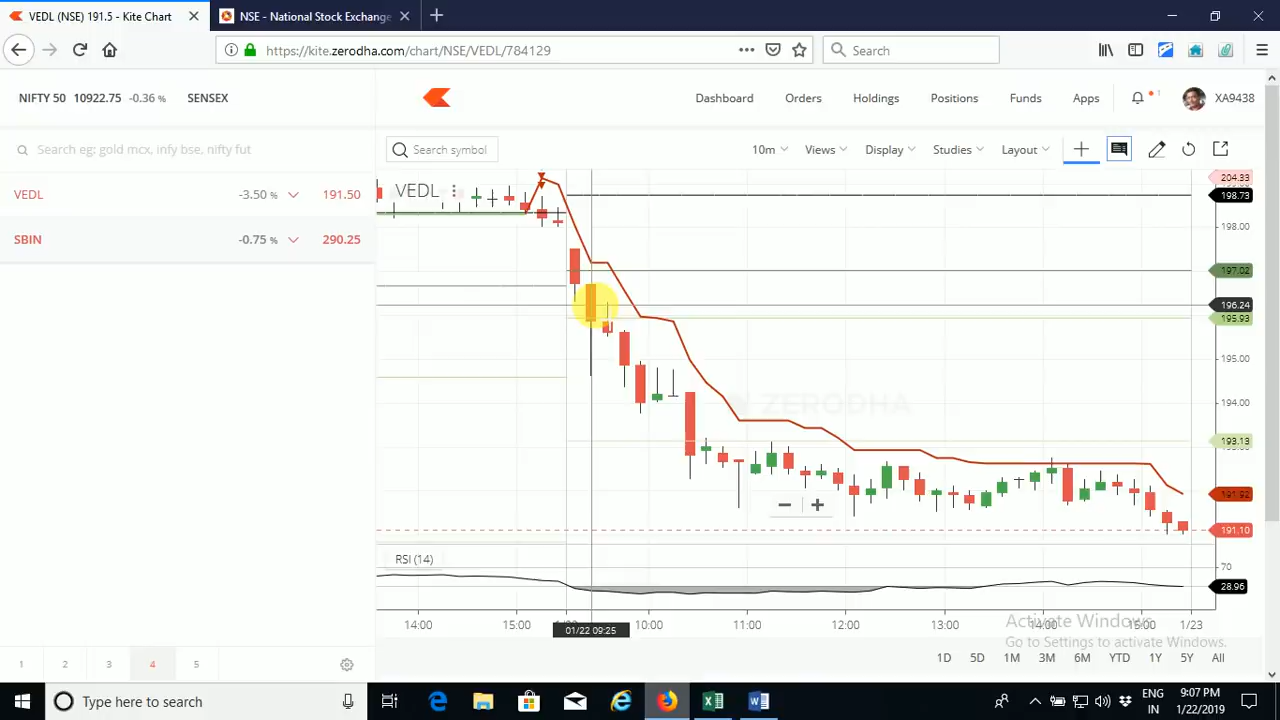 VEDL (NSE) 191.5 - Kite Chart
NSE - National Stock Exchange
https://kite.zerodha.com/chart/NSE/VEDL/784129
Search
NIFTY 50 10922.75 -0.36 % SENSEX
Dashboard Orders Holdings Positions Funds Apps 1 XA9438
Search eg: gold mcx, infy bse, nifty fut
Search symbol
10m Views Display Studies Layout
VEDL -3.50 % 191.50
SBIN -0.75 % 290.25
VEDL
204.33
198.73
198.00
197.02
196.24
195.93
195.00
194.00
193.13
191.92
191.10
ZERODHA
RSI (14)
70
28.96
14:00 15:00 10:00 11:00 12:00 13:00 14:00 15:00 1/23
01/22 09:25
Activate Windows
Go to Settings to activate Windows.
1D 5D 1M 3M 6M YTD 1Y 5Y All
1 2 3 4 5
Type here to search
ENG
IN
9:07 PM
1/22/2019